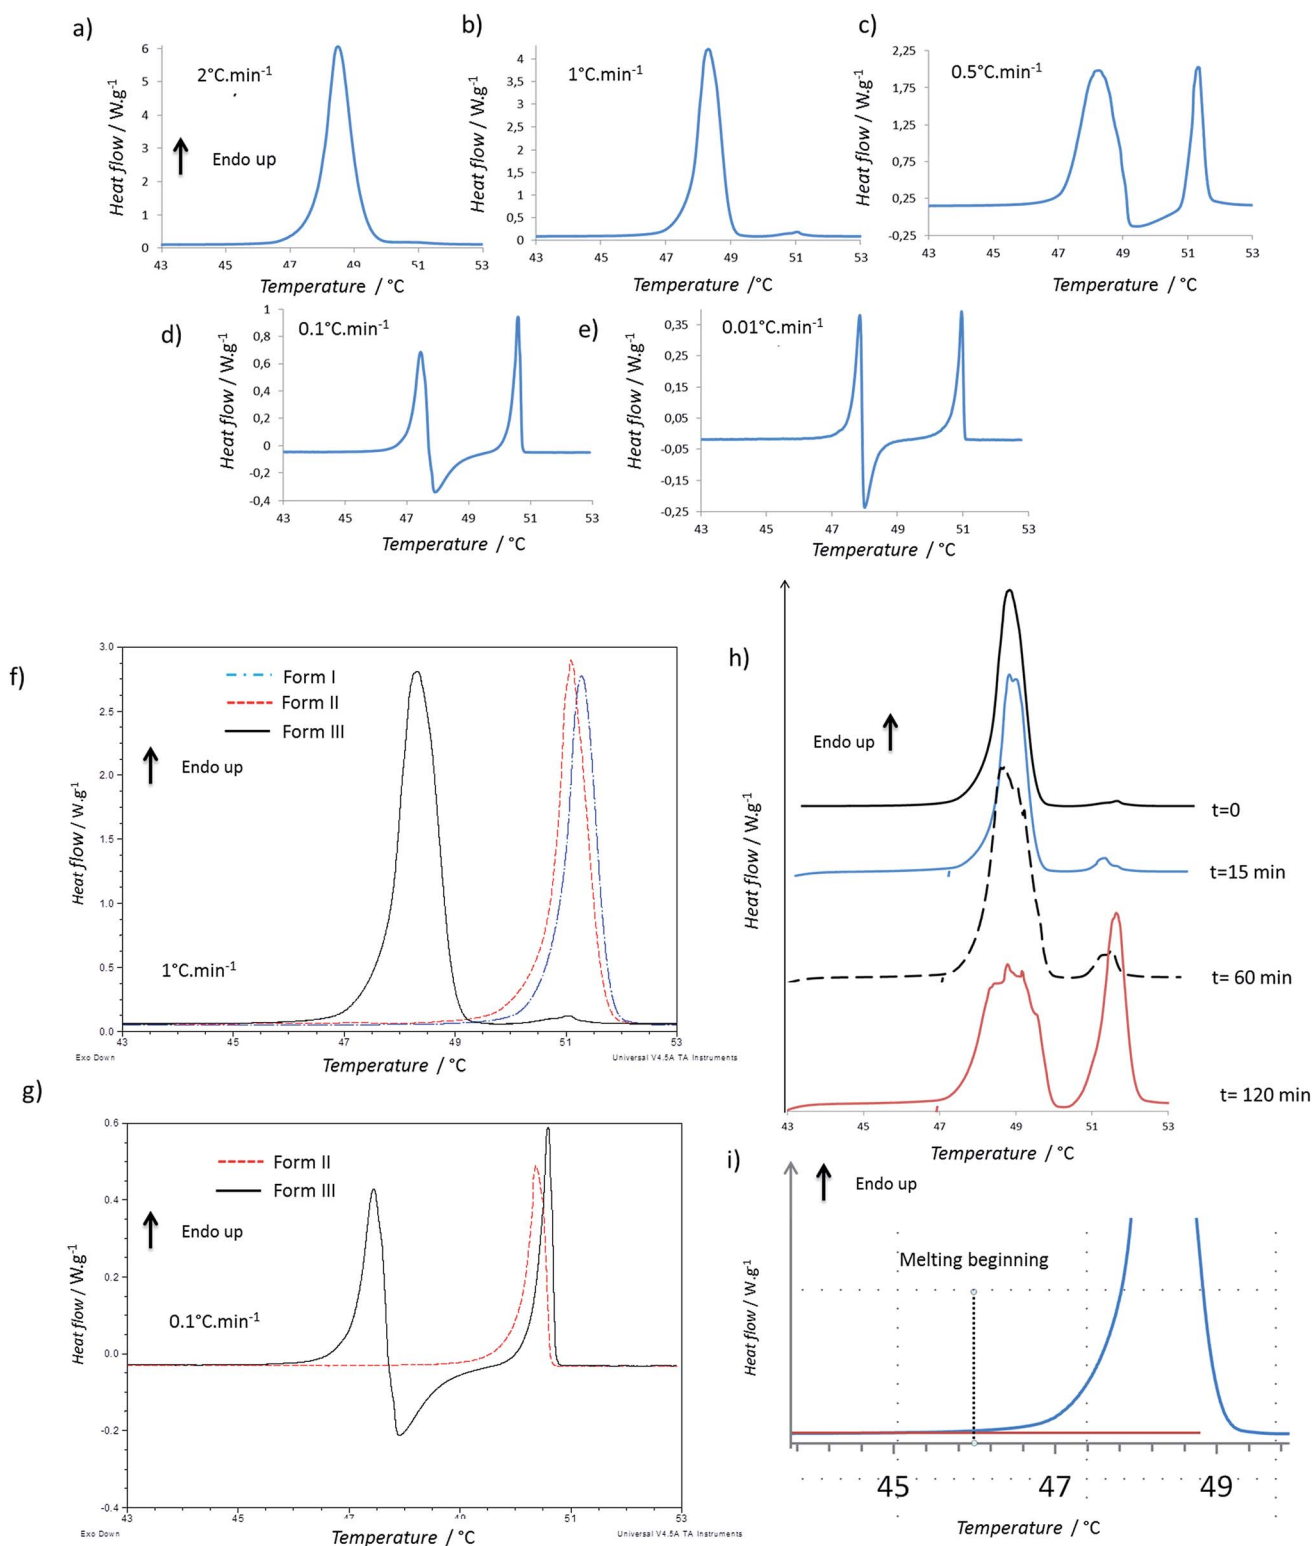 a)
2°C.min-1
Endo up
Heat flow / W.g-1
6
5
4
3
2
1
0
43 45 47 49 51 53
Temperature / °C
b)
1°C.min-1
Heat flow / W.g-1
4
3,5
3
2,5
2
1,5
1
0,5
0
43 45 47 49 51 53
Temperature / °C
c)
0.5°C.min-1
Heat flow / W.g-1
2,25
1,75
1,25
0,75
0,25
-0,25
43 45 47 49 51 53
Temperature / °C
d)
0.1°C.min-1
Heat flow / W.g-1
1
0,8
0,6
0,4
0,2
0
-0,2
-0,4
43 45 47 49 51 53
Temperature / °C
e)
0.01°C.min-1
Heat flow / W.g-1
0,35
0,25
0,15
0,05
-0,05
-0,15
-0,25
43 45 47 49 51 53
Temperature / °C
f)
Form I
Form II
Form III
Endo up
1°C.min-1
Heat flow / W.g-1
3.0
2.5
2.0
1.5
1.0
0.5
0.0
43 45 47 49 51 53
Exo Down
Temperature / °C
Universal V4.5A TA Instruments
g)
Form II
Form III
Endo up
0.1°C.min-1
Heat flow / W.g-1
0.6
0.4
0.2
0.0
-0.2
-0.4
43 45 47 49 51 53
Exo Down
Temperature / °C
Universal V4.5A TA Instruments
h)
Endo up
Heat flow / W.g-1
t=0
t=15 min
t= 60 min
t= 120 min
43 45 47 49 51 53
Temperature / °C
i)
Endo up
Melting beginning
Heat flow / W.g-1
45 47 49
Temperature / °C